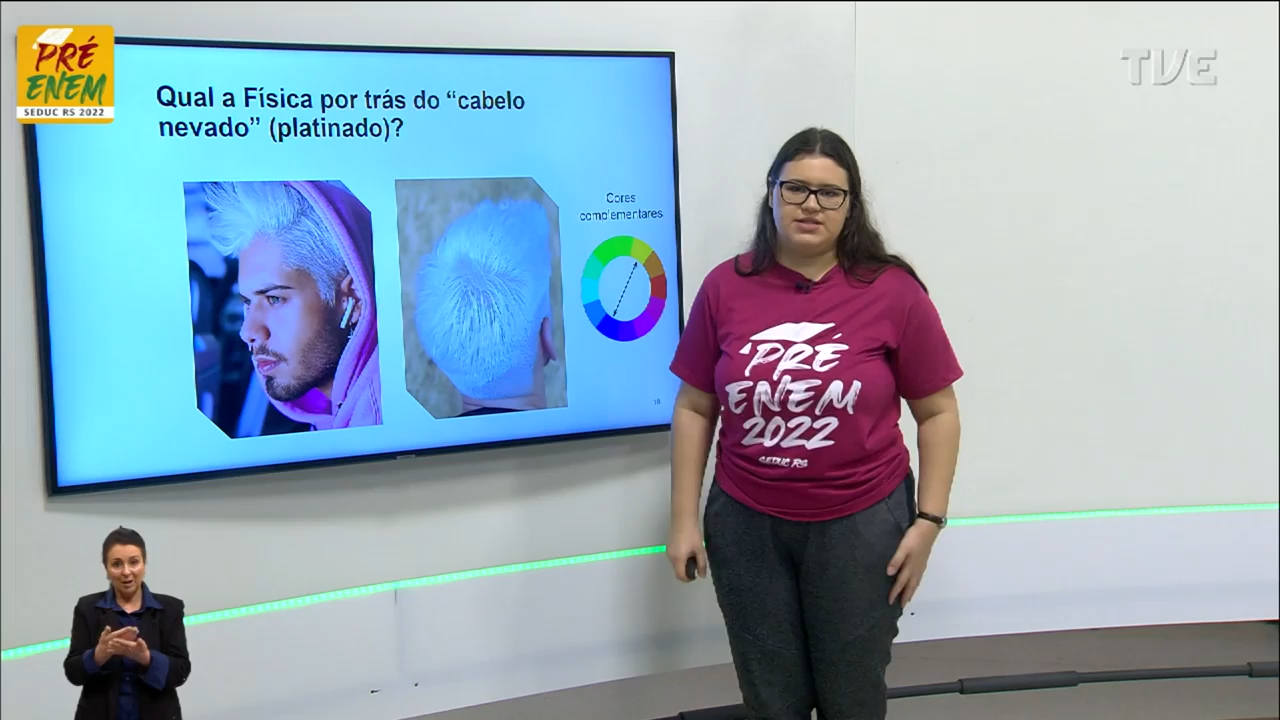 PRÉ
ENEM
SEDUC RS 2022
TVE
Qual a Física por trás do “cabelo
nevado” (platinado)?
Cores
complementares
18
PRÉ
ENEM
2022
SEDUC RS